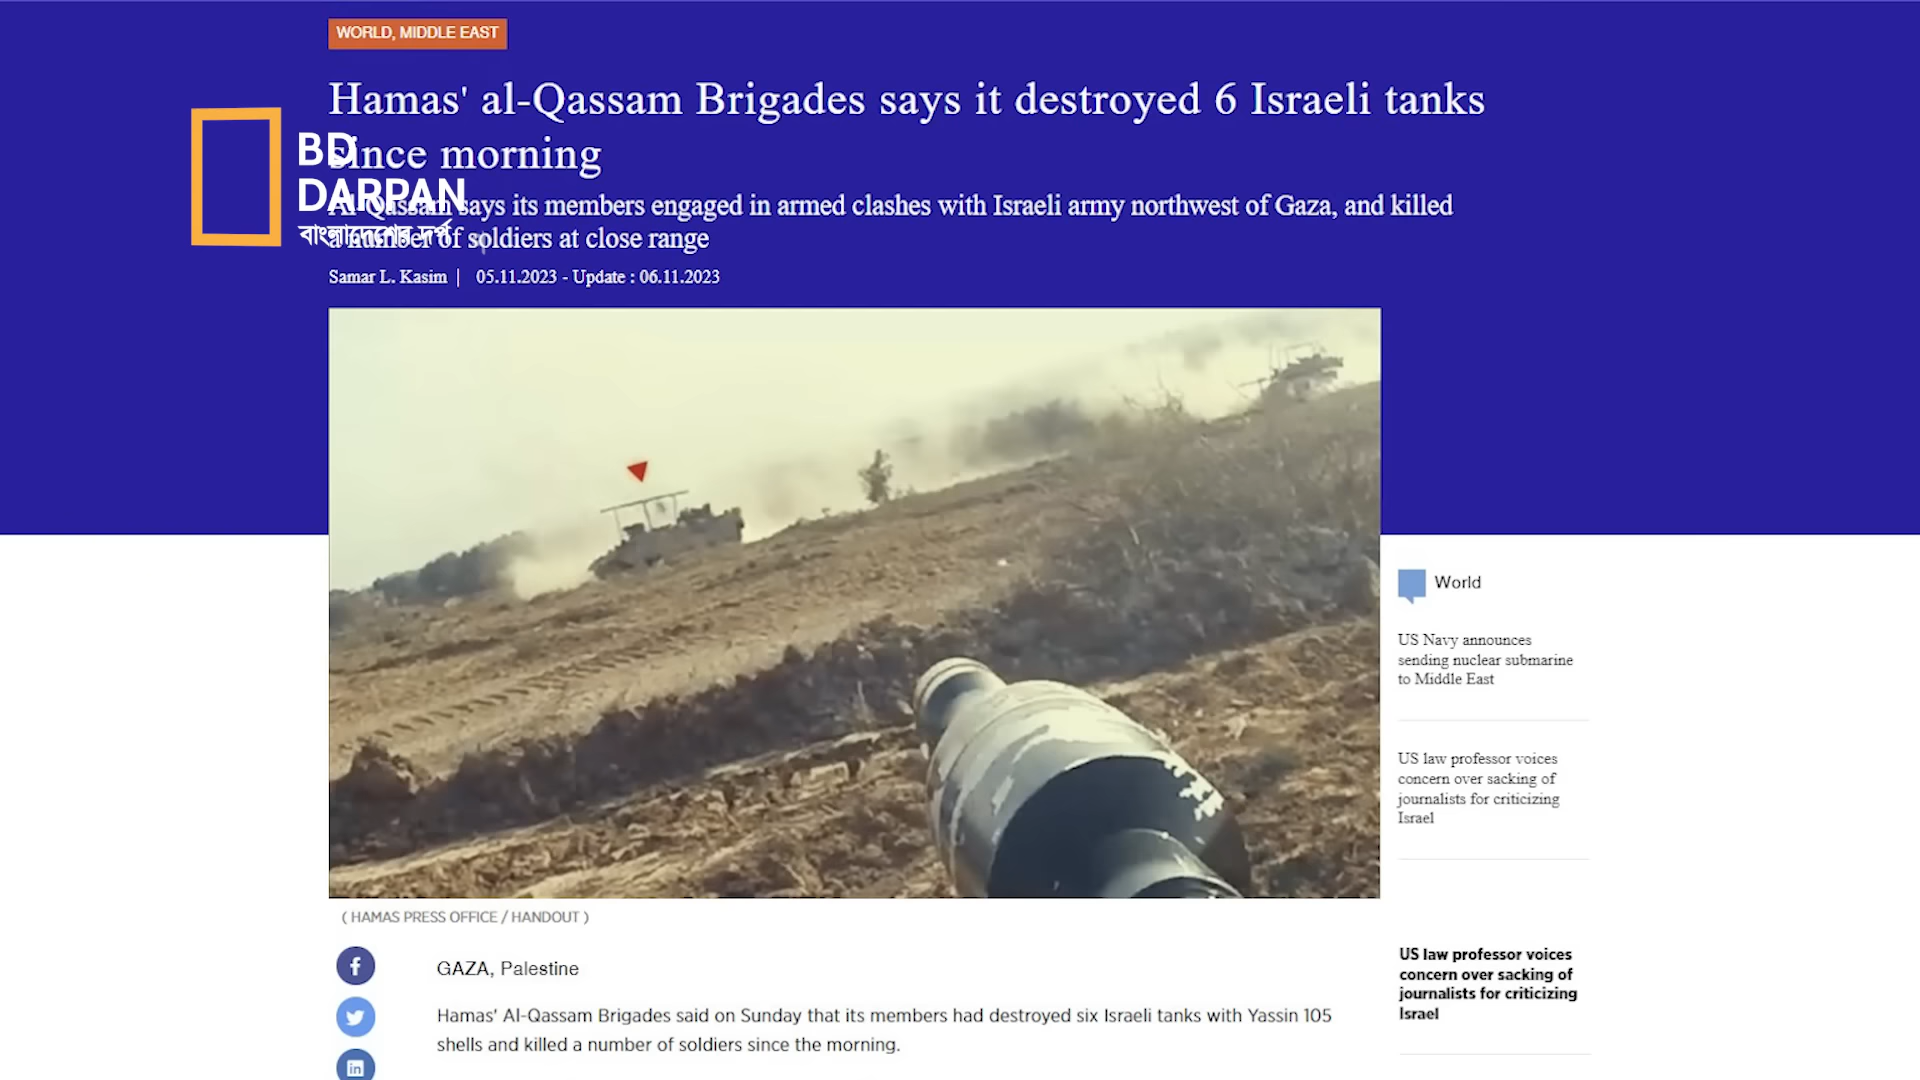 WORLD, MIDDLE EAST
Hamas' al-Qassam Brigades says it destroyed 6 Israeli tanks
since morning
BD
DARPAN
বাংলাদেশের দর্প
Al-Qassam says its members engaged in armed clashes with Israeli army northwest of Gaza, and killed
a number of soldiers at close range
Samar L. Kasim | 05.11.2023 - Update : 06.11.2023
( HAMAS PRESS OFFICE / HANDOUT )
GAZA, Palestine
Hamas' Al-Qassam Brigades said on Sunday that its members had destroyed six Israeli tanks with Yassin 105
shells and killed a number of soldiers since the morning.
World
US Navy announces
sending nuclear submarine
to Middle East
US law professor voices
concern over sacking of
journalists for criticizing
Israel
US law professor voices
concern over sacking of
journalists for criticizing
Israel